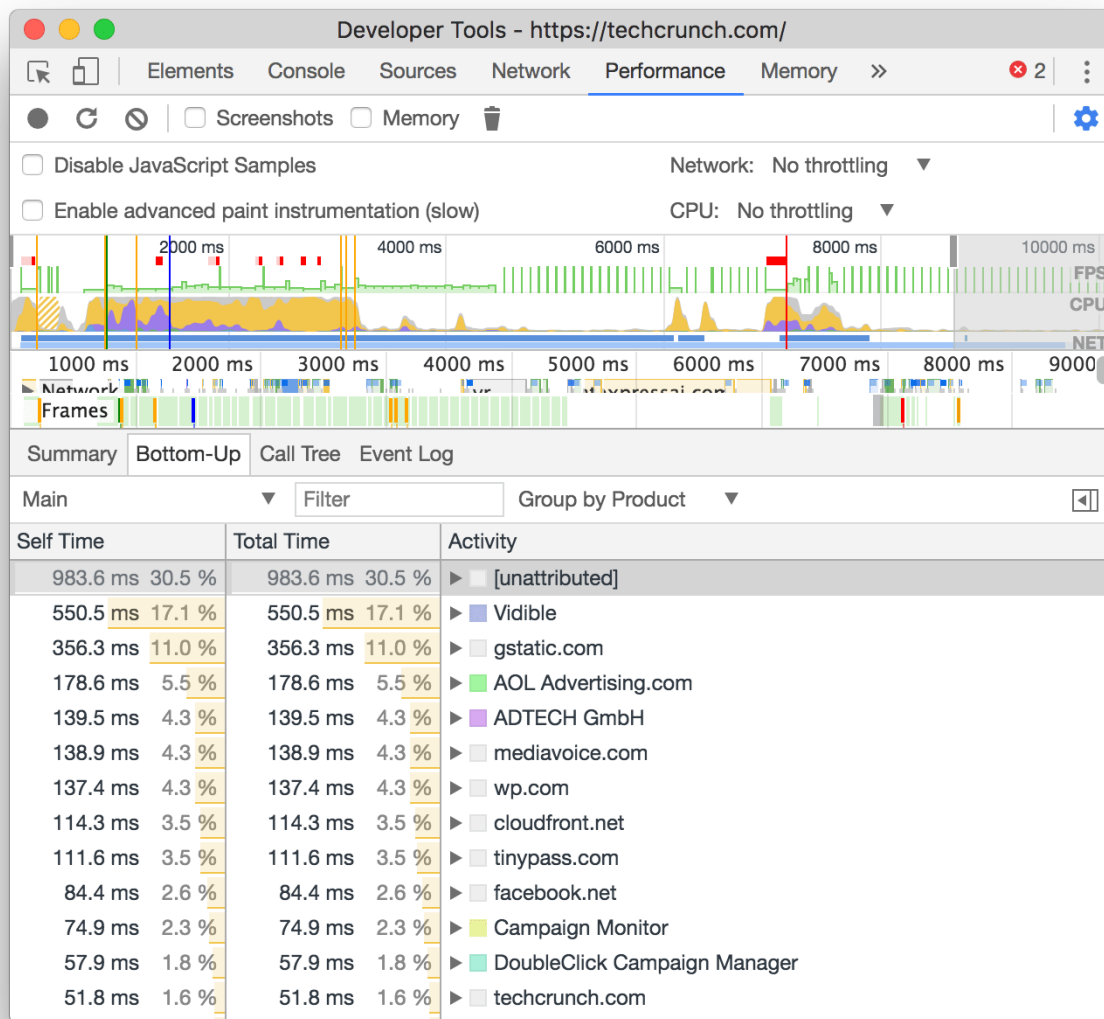 Developer Tools - https://techcrunch.com/
Elements Console Sources Network Performance Memory » 2
Screenshots Memory
Disable JavaScript Samples Network: No throttling ▼
Enable advanced paint instrumentation (slow) CPU: No throttling ▼
2000 ms 4000 ms 6000 ms 8000 ms 10000 ms
FPS
CPU
NET
1000 ms 2000 ms 3000 ms 4000 ms 5000 ms 6000 ms 7000 ms 8000 ms 9000
Network
Frames
Summary Bottom-Up Call Tree Event Log
Main ▼ Filter Group by Product ▼
Self Time Total Time Activity
983.6 ms 30.5 % 983.6 ms 30.5 % ▶ [unattributed]
550.5 ms 17.1 % 550.5 ms 17.1 % ▶ Vidible
356.3 ms 11.0 % 356.3 ms 11.0 % ▶ gstatic.com
178.6 ms 5.5 % 178.6 ms 5.5 % ▶ AOL Advertising.com
139.5 ms 4.3 % 139.5 ms 4.3 % ▶ ADTECH GmbH
138.9 ms 4.3 % 138.9 ms 4.3 % ▶ mediavoice.com
137.4 ms 4.3 % 137.4 ms 4.3 % ▶ wp.com
114.3 ms 3.5 % 114.3 ms 3.5 % ▶ cloudfront.net
111.6 ms 3.5 % 111.6 ms 3.5 % ▶ tinypass.com
84.4 ms 2.6 % 84.4 ms 2.6 % ▶ facebook.net
74.9 ms 2.3 % 74.9 ms 2.3 % ▶ Campaign Monitor
57.9 ms 1.8 % 57.9 ms 1.8 % ▶ DoubleClick Campaign Manager
51.8 ms 1.6 % 51.8 ms 1.6 % ▶ techcrunch.com